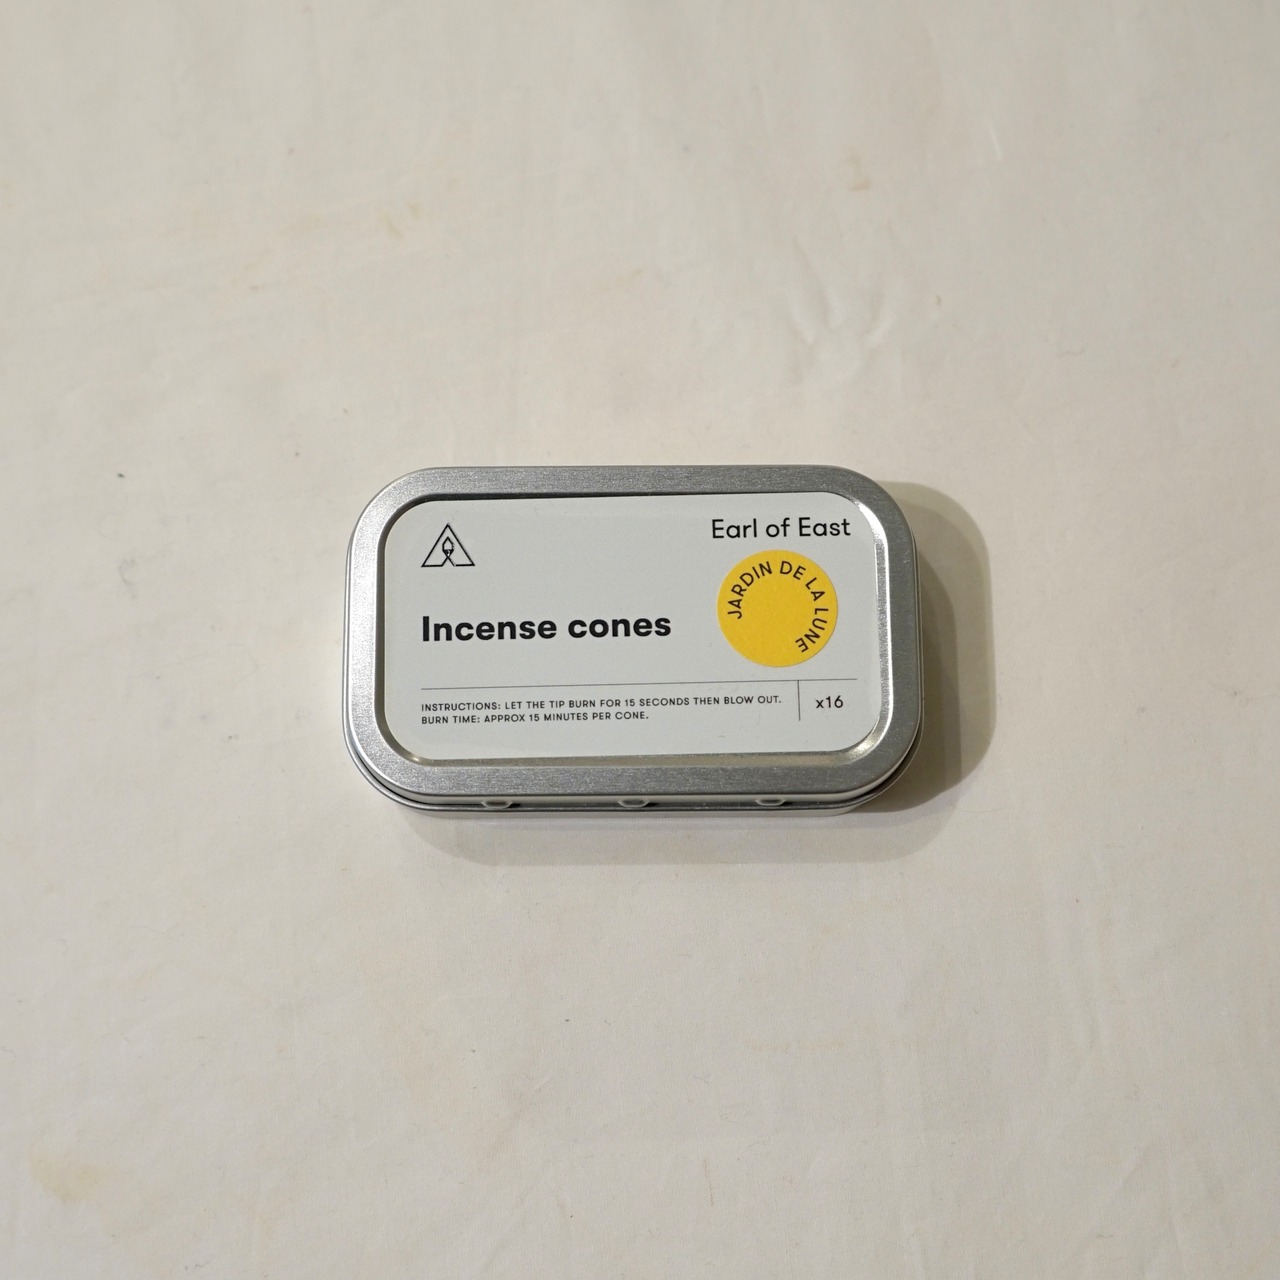 Earl of East
JARDIN DE LA LUNE
Incense cones
INSTRUCTIONS: LET THE TIP BURN FOR 15 SECONDS THEN BLOW OUT.
BURN TIME: APPROX 15 MINUTES PER CONE.
x16